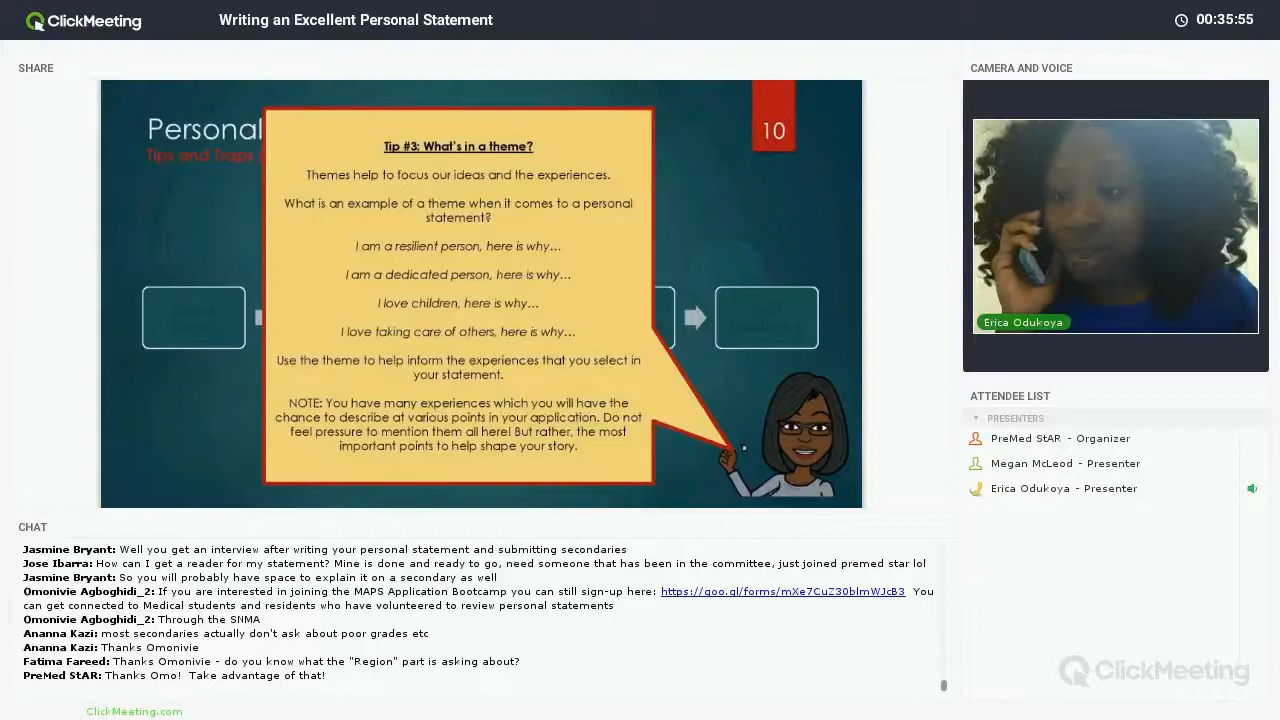 ClickMeeting
Writing an Excellent Personal Statement
00:35:55
SHARE
CAMERA AND VOICE
Personal
Tips and Traps
10
Tip #3: What's in a theme?
Themes help to focus our ideas and the experiences.
What is an example of a theme when it comes to a personal
statement?
I am a resilient person, here is why...
I am a dedicated person, here is why...
I love children, here is why...
I love taking care of others, here is why...
Use the theme to help inform the experiences that you select in
your statement.
NOTE: You have many experiences which you will have the
chance to describe at various points in your application. Do not
feel pressure to mention them all here! But rather, the most
important points to help shape your story.
Erica Odukoya
ATTENDEE LIST
PRESENTERS
PreMed StAR - Organizer
Megan McLeod - Presenter
Erica Odukoya - Presenter
CHAT
Jasmine Bryant: Well you get an interview after writing your personal statement and submitting secondaries
Jose Ibarra: How can I get a reader for my statement? Mine is done and ready to go, need someone that has been in the committee, just joined premed star lol
Jasmine Bryant: So you will probably have space to explain it on a secondary as well
Omonivie Agboghidi_2: If you are interested in joining the MAPS Application Bootcamp you can still sign-up here: https://goo.gl/forms/mXe7CuZ30blmWJcB3 You
can get connected to Medical students and residents who have volunteered to review personal statements
Omonivie Agboghidi_2: Through the SNMA
Ananna Kazi: most secondaries actually don't ask about poor grades etc
Ananna Kazi: Thanks Omonivie
Fatima Fareed: Thanks Omonivie - do you know what the "Region" part is asking about?
PreMed StAR: Thanks Omo! Take advantage of that!
ClickMeeting
ClickMeeting.com